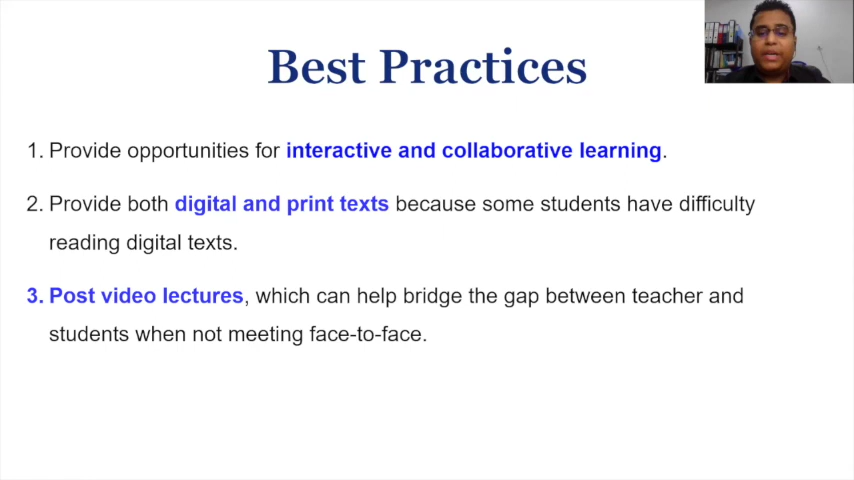 Best Practices
1. Provide opportunities for interactive and collaborative learning.
2. Provide both digital and print texts because some students have difficulty
reading digital texts.
3. Post video lectures, which can help bridge the gap between teacher and
students when not meeting face-to-face.